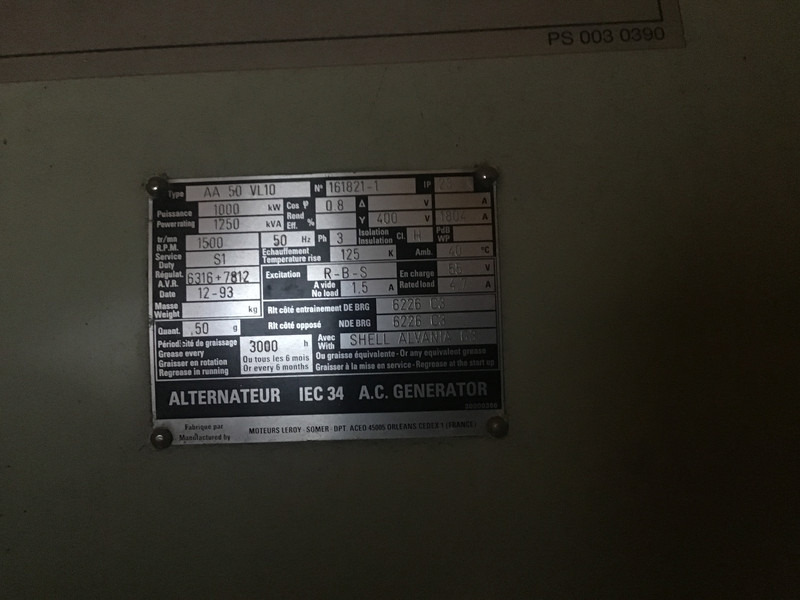 PS 003 0390
Type AA 50 VL10 N° 161821-1 IP
Puissance 1000 kW Cos φ 0.8 Δ V A
Power rating 1250 kVA Rend Eff. % Y 400 V 1804 A
tr/mn R.P.M. 1500 50 Hz Ph 3 Isolation Insulation Cl. H PdB WP
Service Duty S1 Echauffement Temperature rise 125 K Amb. 40 °C
Régulat. A.V.R. 6316+7812 Excitation R-B-S En charge V
Date 12-93 A vide No load 1.5 A Rated load A
Masse Weight kg Rlt côté entrainement DE BRG 6226 C3
Quant. 50 g Rlt côté opposé NDE BRG 6226 C3
Périodicité de graissage 3000 h Avec With SHELL ALVANIA
Grease every Ou tous les 6 mois Ou graisse équivalente - Or any equivalent grease
Graisser en rotation Or every 6 months Graisser à la mise en service - Regrease at the start up
Regrease in running
ALTERNATEUR IEC 34 A.C. GENERATOR
Fabriqué par
Manufactured by MOTEURS LEROY-SOMER - DPT ACEO 45005 ORLEANS CEDEX 1 (FRANCE)